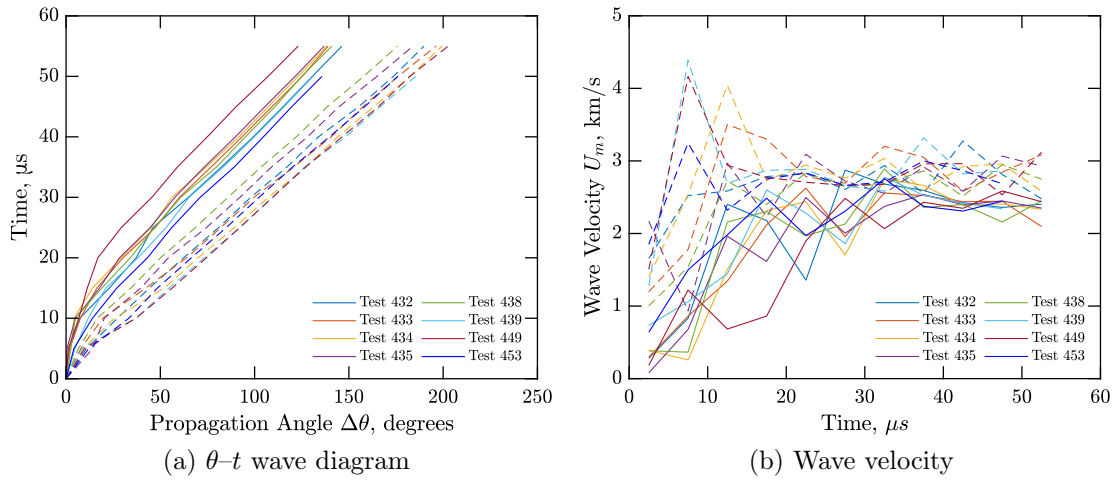 60
50
40
30
20
10
0
Time, μs
0 50 100 150 200 250
Propagation Angle Δθ, degrees
Test 432 Test 438
Test 433 Test 439
Test 434 Test 449
Test 435 Test 453
(a) θ–t wave diagram
5
4
3
2
1
0
Wave Velocity Um, km/s
0 10 20 30 40 50 60
Time, μs
Test 432 Test 438
Test 433 Test 439
Test 434 Test 449
Test 435 Test 453
(b) Wave velocity